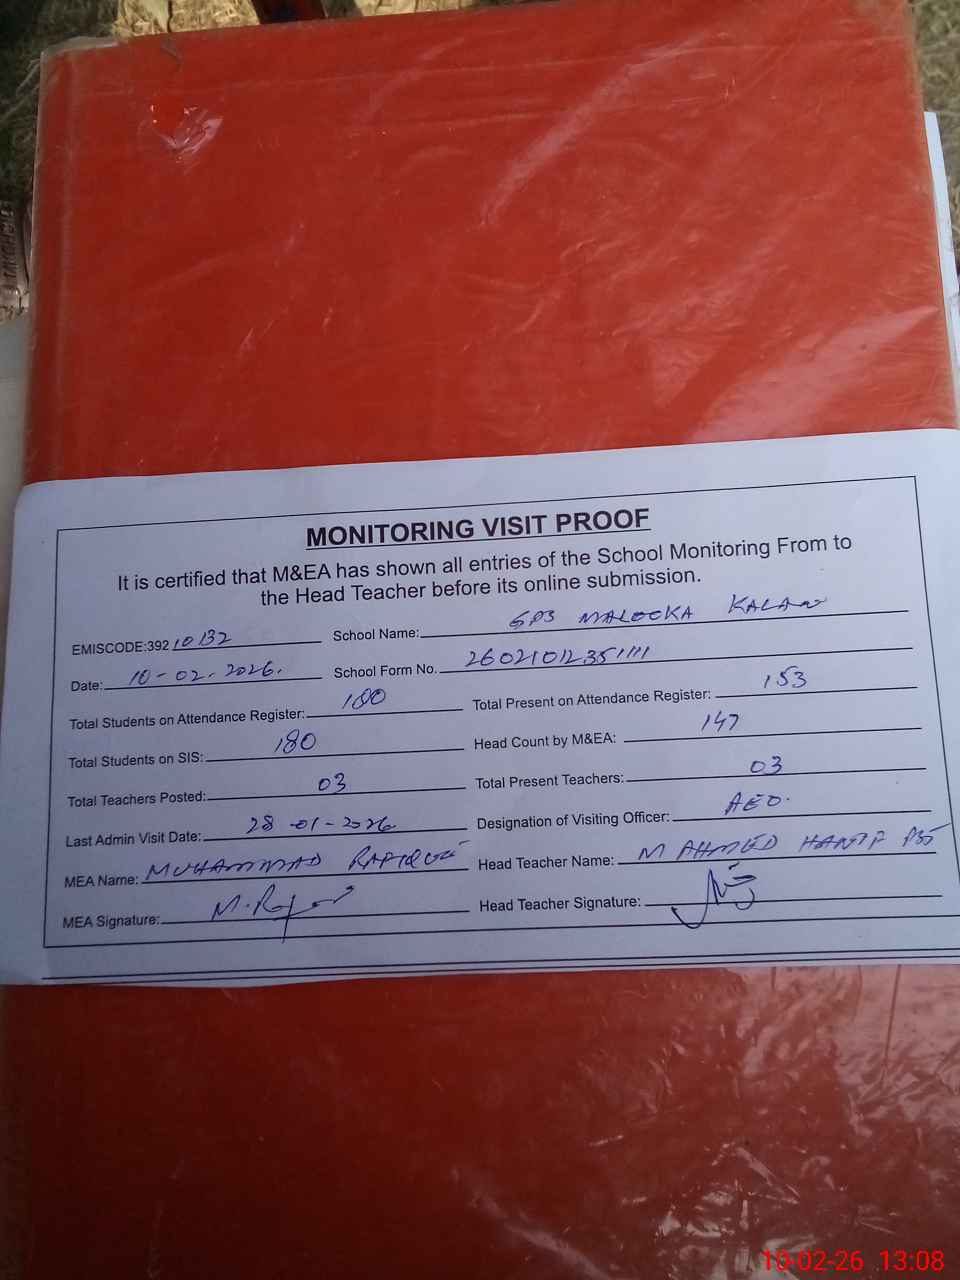 MONITORING VISIT PROOF
It is certified that M&EA has shown all entries of the School Monitoring From to
the Head Teacher before its online submission.
EMISCODE:392 10132 School Name: GPS MALOOKA KALAN
Date: 10-02-2026. School Form No. 26021012351111
Total Students on Attendance Register: 180 Total Present on Attendance Register: 153
Total Students on SIS: 180 Head Count by M&EA: 147
Total Teachers Posted: 03 Total Present Teachers: 03
Last Admin Visit Date: 28-01-2026 Designation of Visiting Officer: AEO.
MEA Name: MUHAMMAD RAFIQUE Head Teacher Name: M AHMED HANIF
MEA Signature: Head Teacher Signature:
10-02-26 13:08